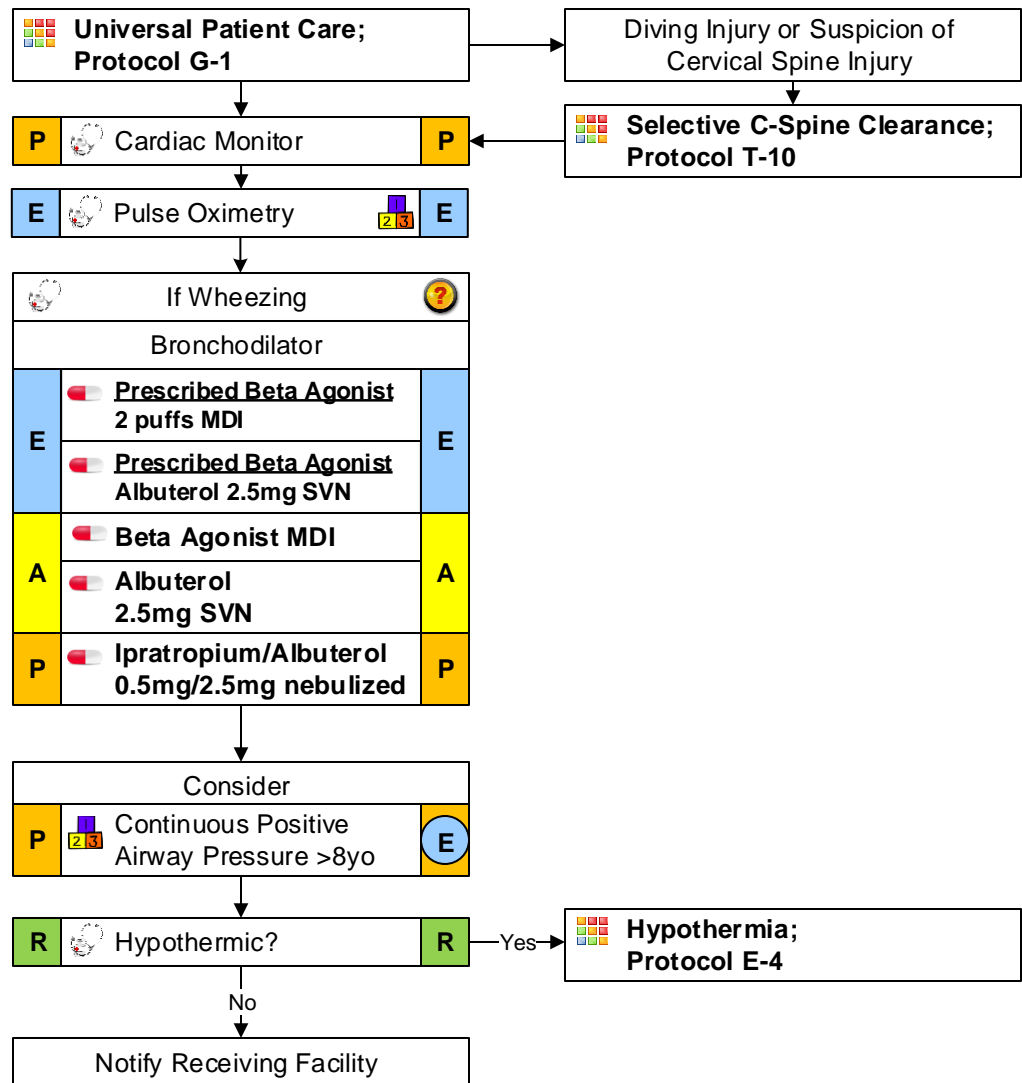 Universal Patient Care;
Protocol G-1
Diving Injury or Suspicion of
Cervical Spine Injury
P Cardiac Monitor P
Selective C-Spine Clearance;
Protocol T-10
E Pulse Oximetry 1 2 3 E
If Wheezing ?
Bronchodilator
E E
Prescribed Beta Agonist
2 puffs MDI
Prescribed Beta Agonist
Albuterol 2.5mg SVN
A A
Beta Agonist MDI
Albuterol
2.5mg SVN
P P
Ipratropium/Albuterol
0.5mg/2.5mg nebulized
Consider
P 1 2 3 E
Continuous Positive
Airway Pressure >8yo
R Hypothermic? R
Yes
Hypothermia;
Protocol E-4
No
Notify Receiving Facility